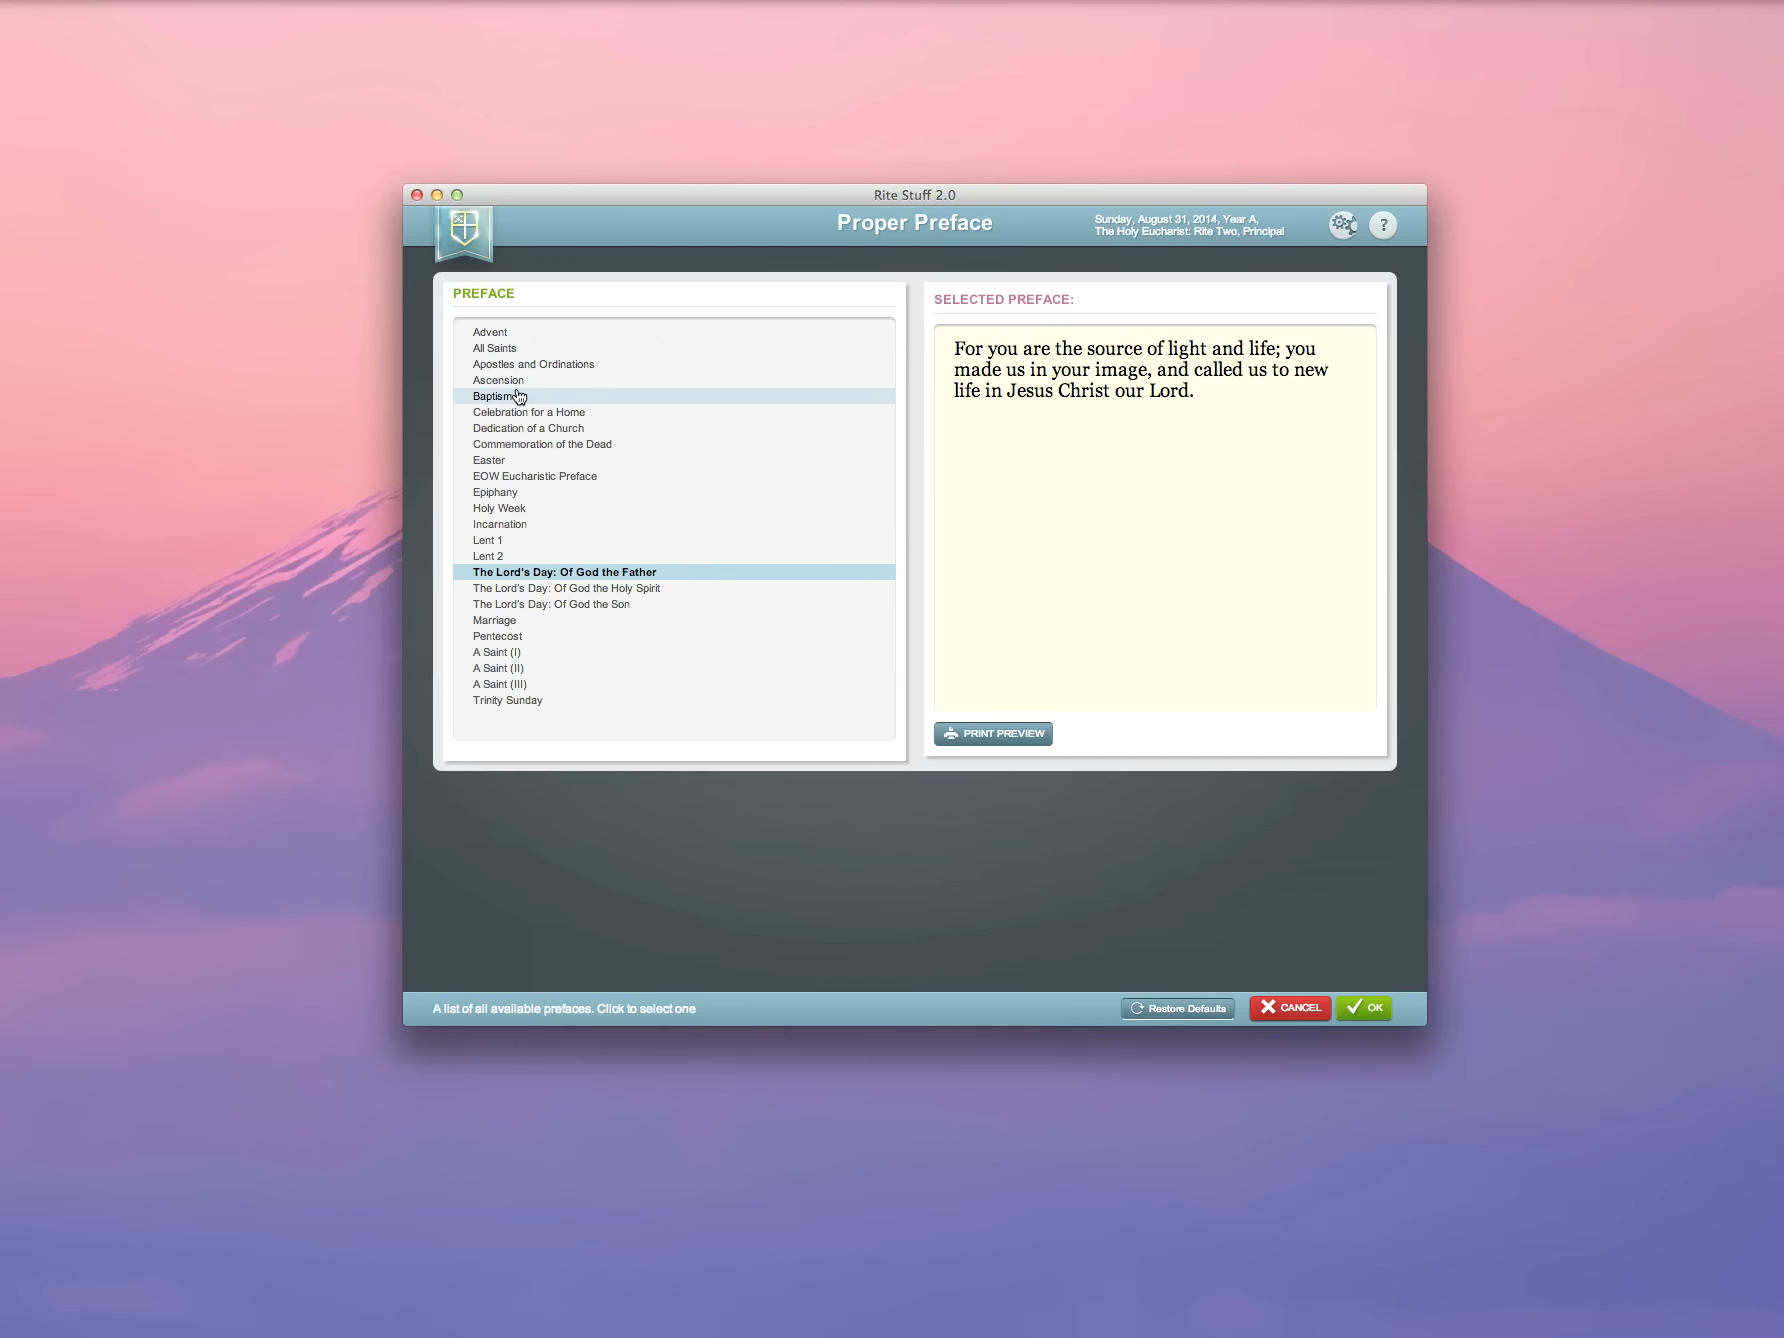 Rite Stuff 2.0
Proper Preface
Sunday, August 31, 2014, Year A,
The Holy Eucharist: Rite Two, Principal
?
PREFACE
Advent
All Saints
Apostles and Ordinations
Ascension
Baptism
Celebration for a Home
Dedication of a Church
Commemoration of the Dead
Easter
EOW Eucharistic Preface
Epiphany
Holy Week
Incarnation
Lent 1
Lent 2
The Lord's Day: Of God the Father
The Lord's Day: Of God the Holy Spirit
The Lord's Day: Of God the Son
Marriage
Pentecost
A Saint (I)
A Saint (II)
A Saint (III)
Trinity Sunday
SELECTED PREFACE:
For you are the source of light and life; you
made us in your image, and called us to new
life in Jesus Christ our Lord.
PRINT PREVIEW
A list of all available prefaces. Click to select one
Restore Defaults
CANCEL
OK